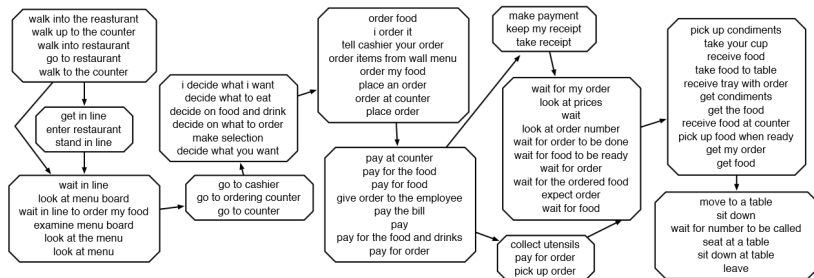 walk into the reasturant
walk up to the counter
walk into restaurant
go to restaurant
walk to the counter
get in line
enter restaurant
stand in line
wait in line
look at menu board
wait in line to order my food
examine menu board
look at the menu
look at menu
go to cashier
go to ordering counter
go to counter
i decide what i want
decide what to eat
decide on food and drink
decide on what to order
make selection
decide what you want
order food
i order it
tell cashier your order
order items from wall menu
order my food
place an order
order at counter
place order
pay at counter
pay for the food
pay for food
give order to the employee
pay the bill
pay
pay for the food and drinks
pay for order
make payment
keep my receipt
take receipt
collect utensils
pay for order
pick up order
wait for my order
look at prices
wait
look at order number
wait for order to be done
wait for food to be ready
wait for order
wait for the ordered food
expect order
wait for food
pick up condiments
take your cup
receive food
take food to table
receive tray with order
get condiments
get the food
receive food at counter
pick up food when ready
get my order
get food
move to a table
sit down
wait for number to be called
seat at a table
sit down at table
leave